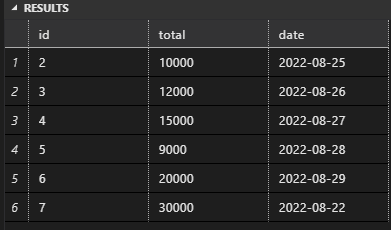 RESULTS
id total date
1 2 10000 2022-08-25
2 3 12000 2022-08-26
3 4 15000 2022-08-27
4 5 9000 2022-08-28
5 6 20000 2022-08-29
6 7 30000 2022-08-22